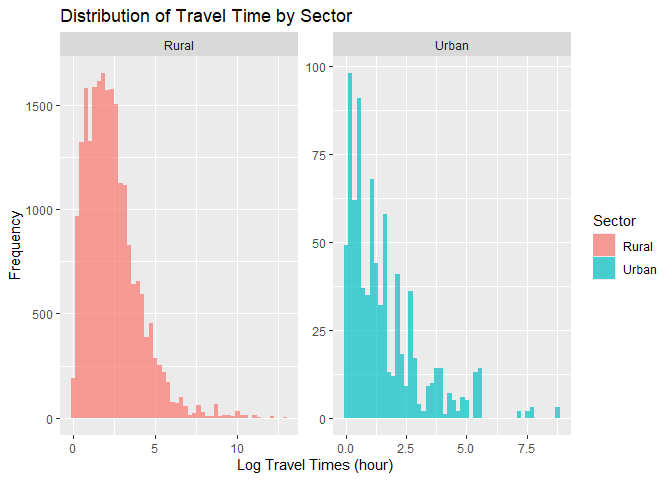 Distribution of Travel Time by Sector
Rural
Urban
Frequency
1500
1000
500
0
100
75
50
25
0
0
5
10
0.0
2.5
5.0
7.5
Log Travel Times (hour)
Sector
Rural
Urban